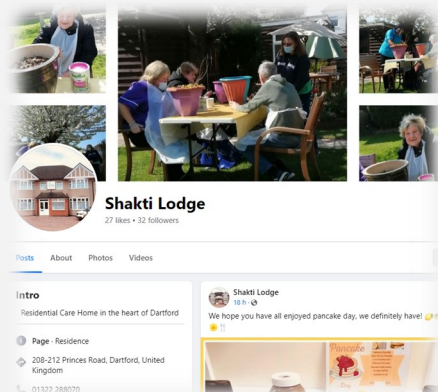 Shakti Lodge
27 likes • 32 followers
Posts
About
Photos
Videos
Intro
Residential Care Home in the heart of Dartford
Page · Residence
208-212 Princes Road, Dartford, United
Kingdom
01322 288070
Shakti Lodge
18 h ·
We hope you have all enjoyed pancake day, we definitely have!
Pancake
Day